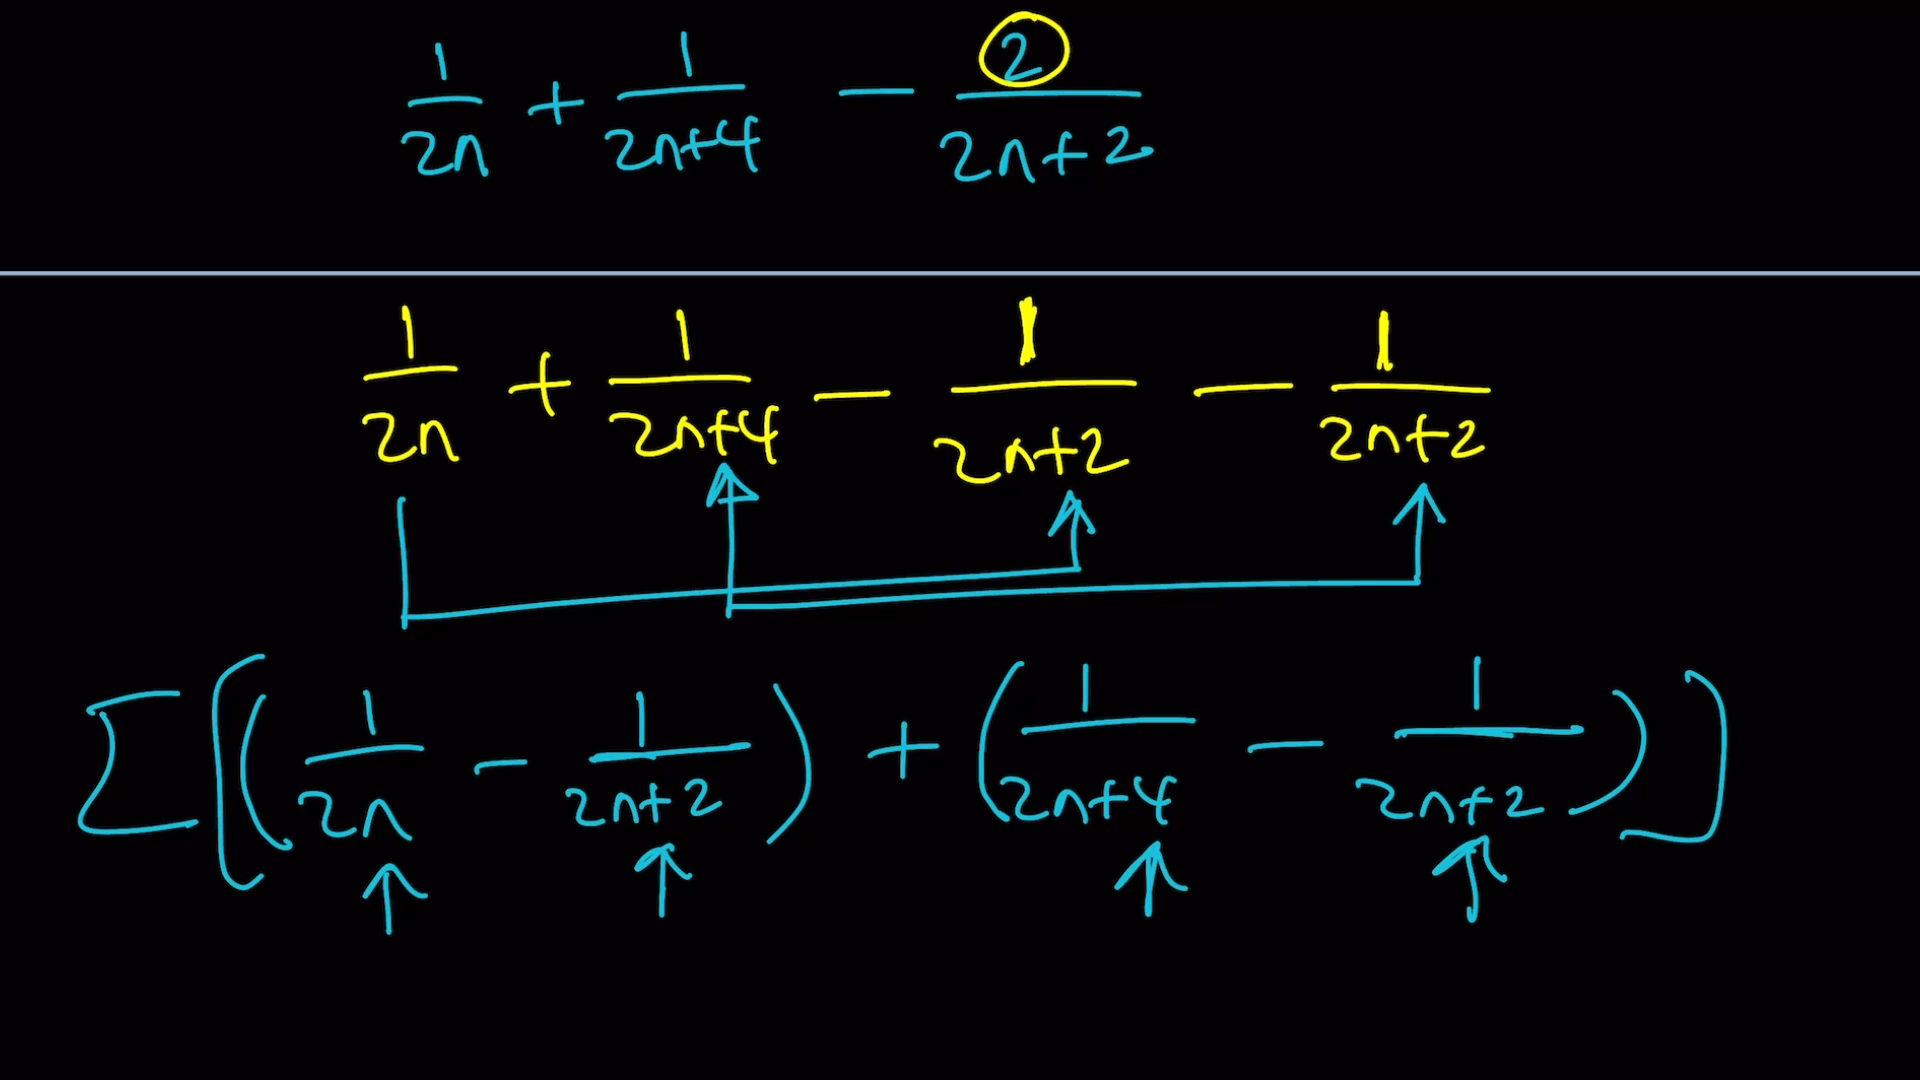 1/2n + 1/2n+4 − 2/2n+2
1/2n + 1/2n+4 − 1/2n+2 − 1/2n+2
Σ[(1/2n − 1/2n+2) + (1/2n+4 − 1/2n+2)]